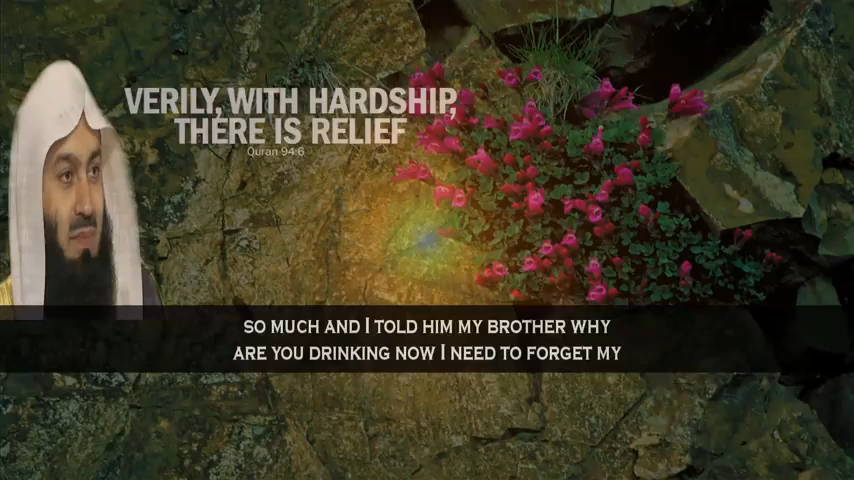 VERILY, WITH HARDSHIP,
THERE IS RELIEF
Quran 94:6
SO MUCH AND I TOLD HIM MY BROTHER WHY
ARE YOU DRINKING NOW I NEED TO FORGET MY